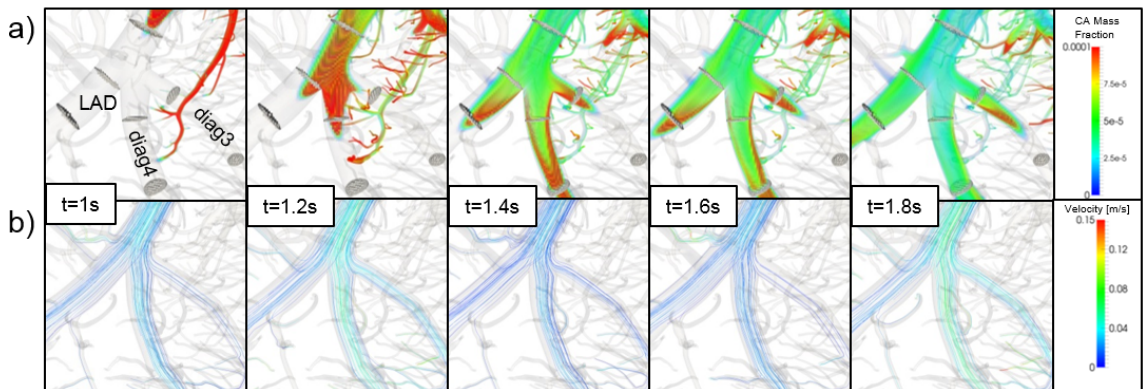 a)
LAD
diag4
diag3
CA Mass
Fraction
0.0001
7.5e-5
5e-5
2.5e-5
0
t=1s
t=1.2s
t=1.4s
t=1.6s
t=1.8s
b)
Velocity [m/s]
0.15
0.12
0.08
0.04
0